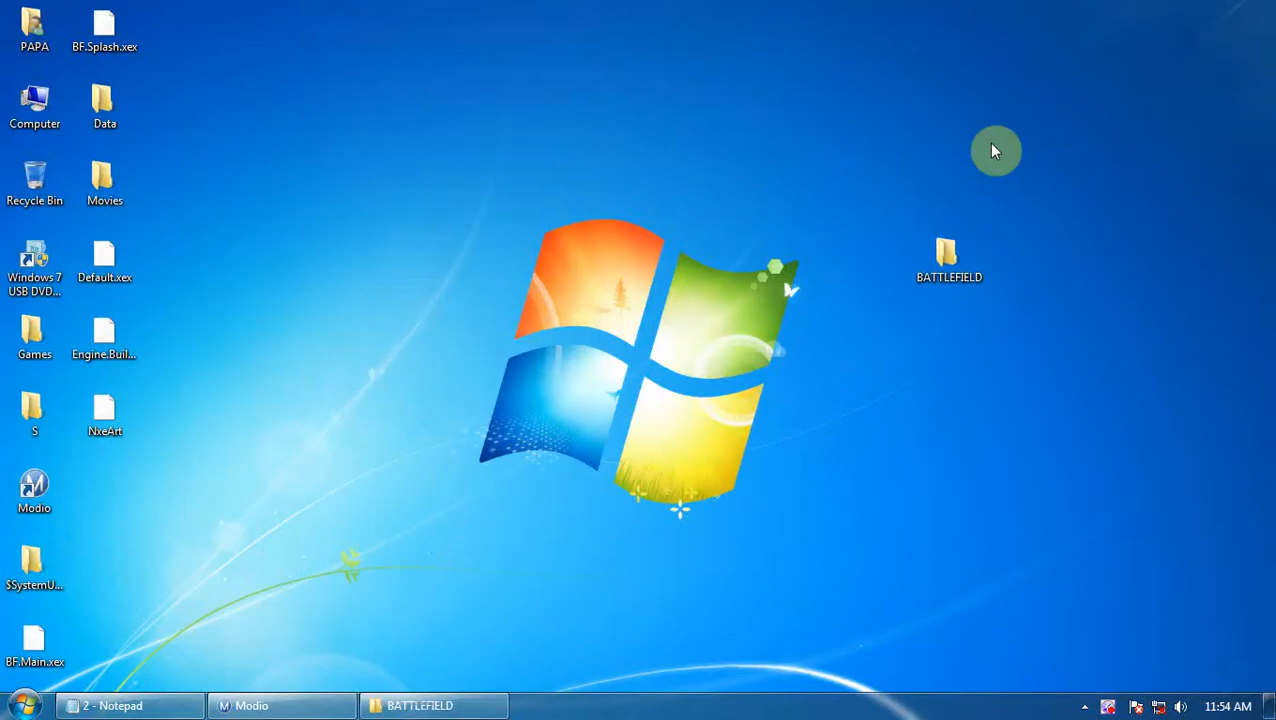 PAPA
BF.Splash.xex
Computer
Data
Recycle Bin
Movies
Windows 7
USB DVD...
Default.xex
Games
Engine.Buil...
S
NxeArt
Modio
$SystemU...
BF.Main.xex
BATTLEFIELD
2 - Notepad
Modio
BATTLEFIELD
11:54 AM